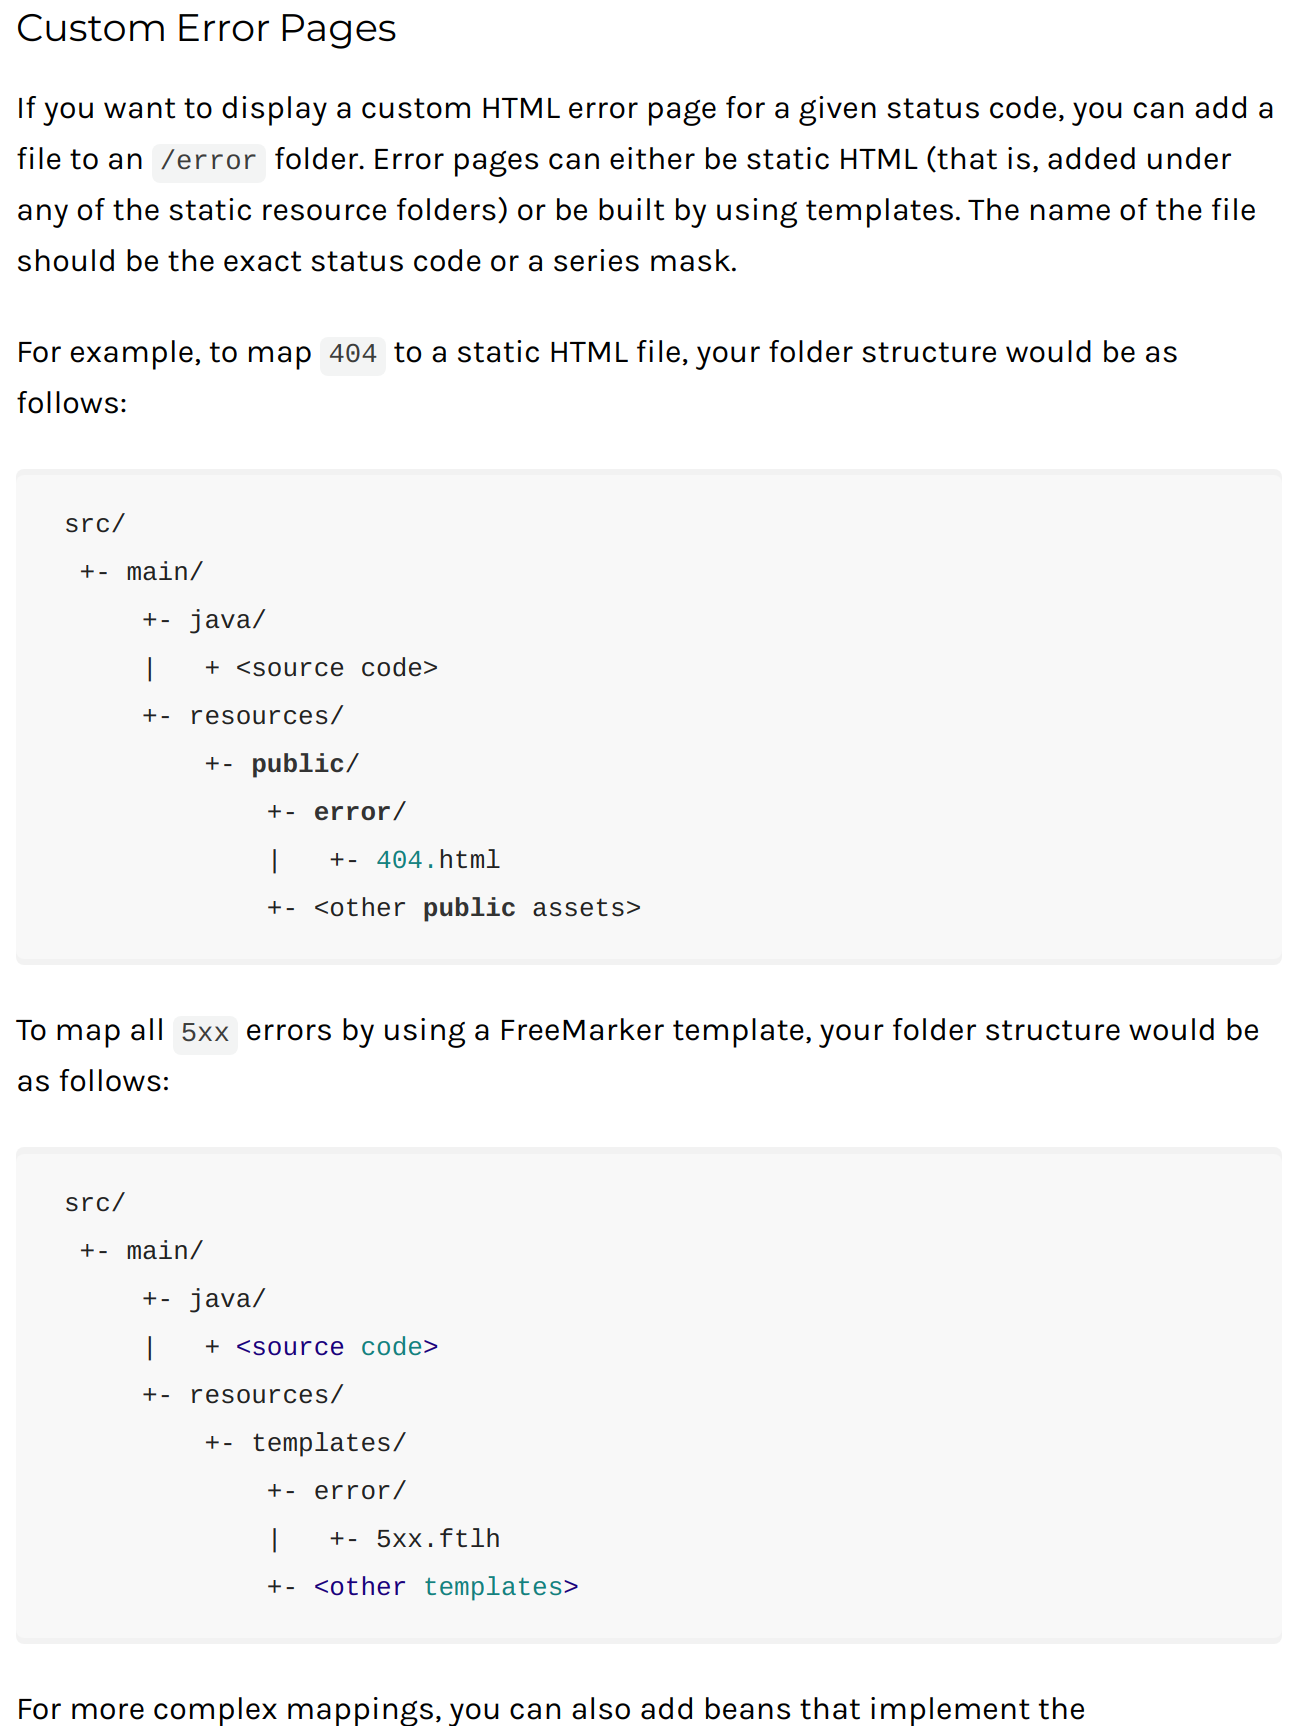 Custom Error Pages
If you want to display a custom HTML error page for a given status code, you can add a
file to an /error folder. Error pages can either be static HTML (that is, added under
any of the static resource folders) or be built by using templates. The name of the file
should be the exact status code or a series mask.
For example, to map 404 to a static HTML file, your folder structure would be as
follows:
src/
 +- main/
     +- java/
     |   + <source code>
     +- resources/
         +- public/
             +- error/
             |   +- 404.html
             +- <other public assets>
To map all 5xx errors by using a FreeMarker template, your folder structure would be
as follows:
src/
 +- main/
     +- java/
     |   + <source code>
     +- resources/
         +- templates/
             +- error/
             |   +- 5xx.ftlh
             +- <other templates>
For more complex mappings, you can also add beans that implement the